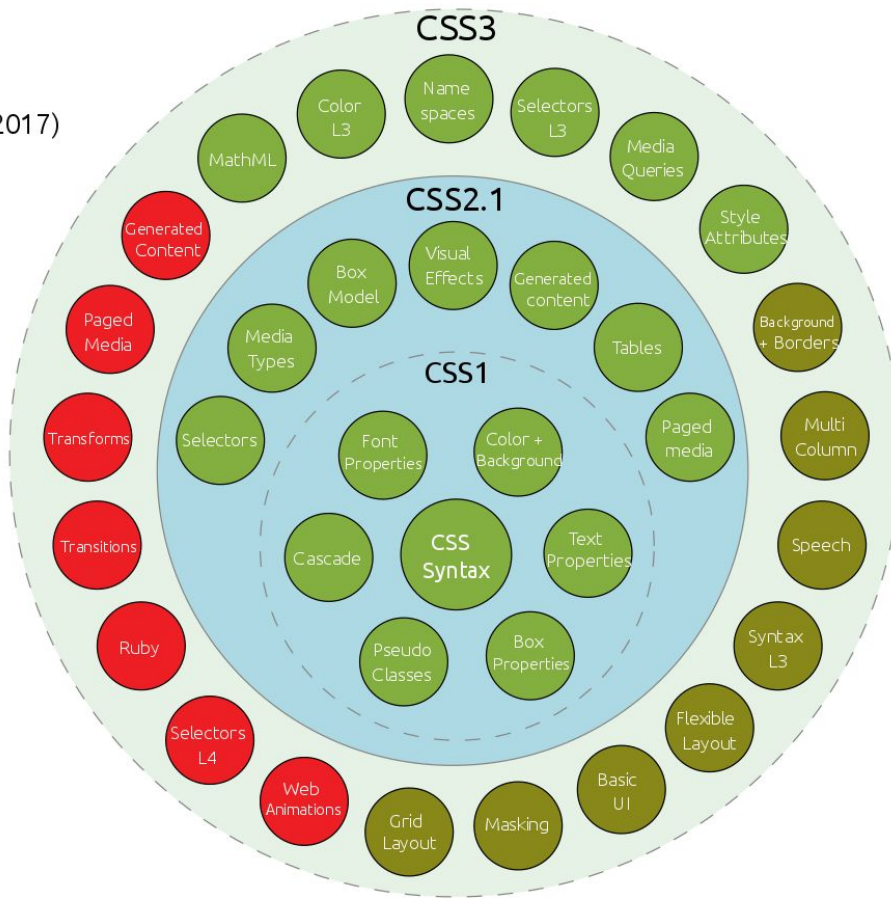 CSS3
2017)
Name
spaces
Color
L3
Selectors
L3
MathML
Media
Queries
Generated
Content
Style
Attributes
Paged
Media
Background
+ Borders
Transforms
Multi
Column
Transitions
Speech
Ruby
Syntax
L3
Selectors
L4
Flexible
Layout
Web
Animations
Basic
UI
Grid
Layout
Masking
CSS2.1
Visual
Effects
Box
Model
Generated
content
Media
Types
Tables
Selectors
Paged
media
CSS1
Font
Properties
Color +
Background
Cascade
CSS
Syntax
Text
Properties
Pseudo
Classes
Box
Properties